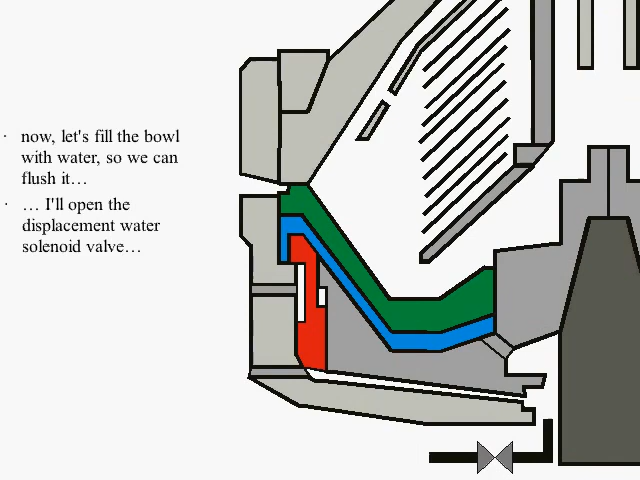 · now, let's fill the bowl
with water, so we can
flush it…
· … I'll open the
displacement water
solenoid valve…